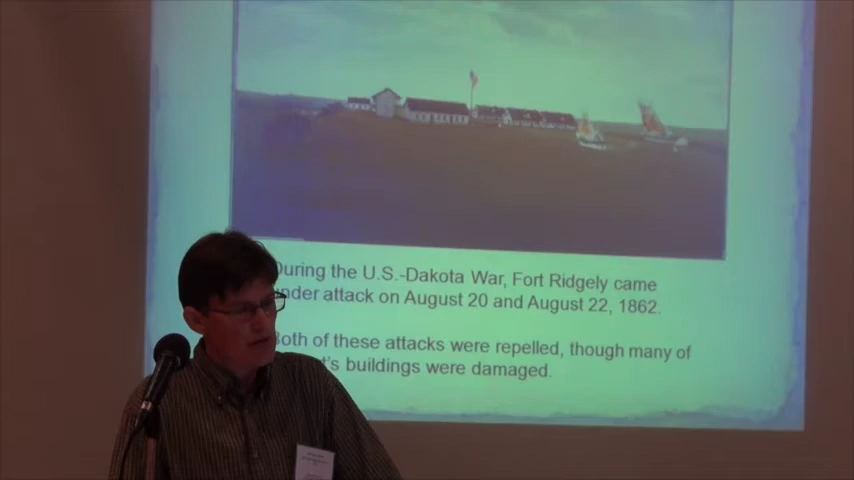 During the U.S.-Dakota War, Fort Ridgely came
under attack on August 20 and August 22, 1862.
Both of these attacks were repelled, though many of
buildings were damaged.